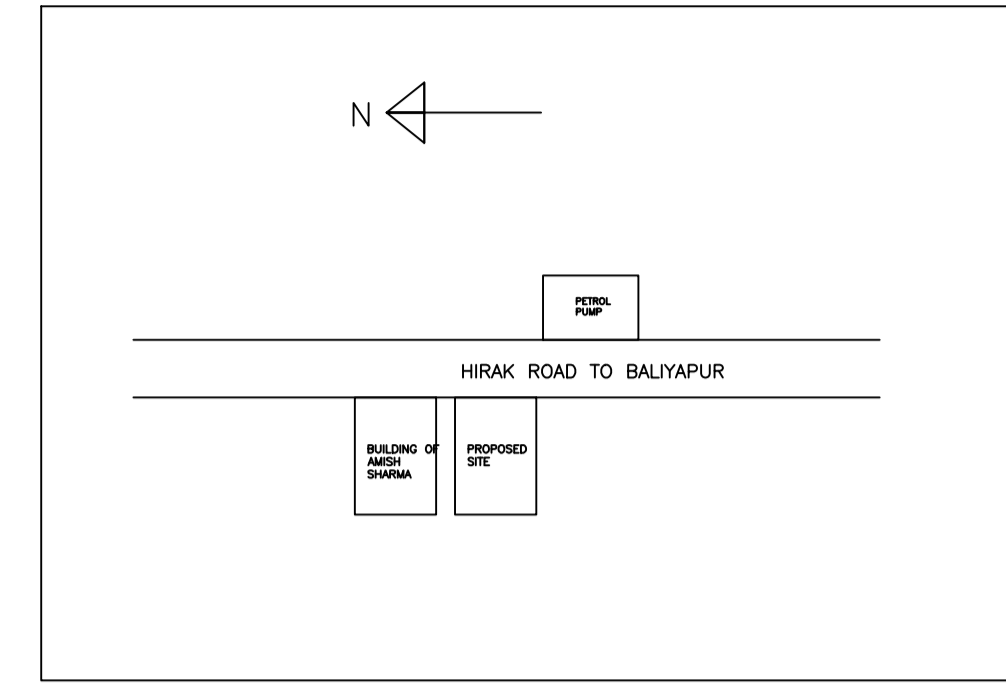 N
PETROL
PUMP
HIRAK ROAD TO BALIYAPUR
BUILDING OF
AMISH
SHARMA
PROPOSED
SITE